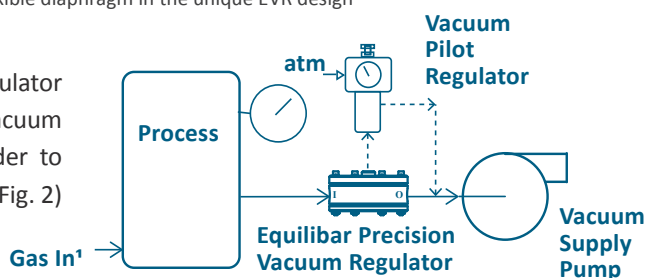 xible diaphragm in the unique EVR design
ulator
acuum
der to
Fig. 2)
Vacuum
Pilot
Regulator
atm
Process
I O
Equilibar Precision
Vacuum Regulator
Gas In¹
Vacuum
Supply
Pump